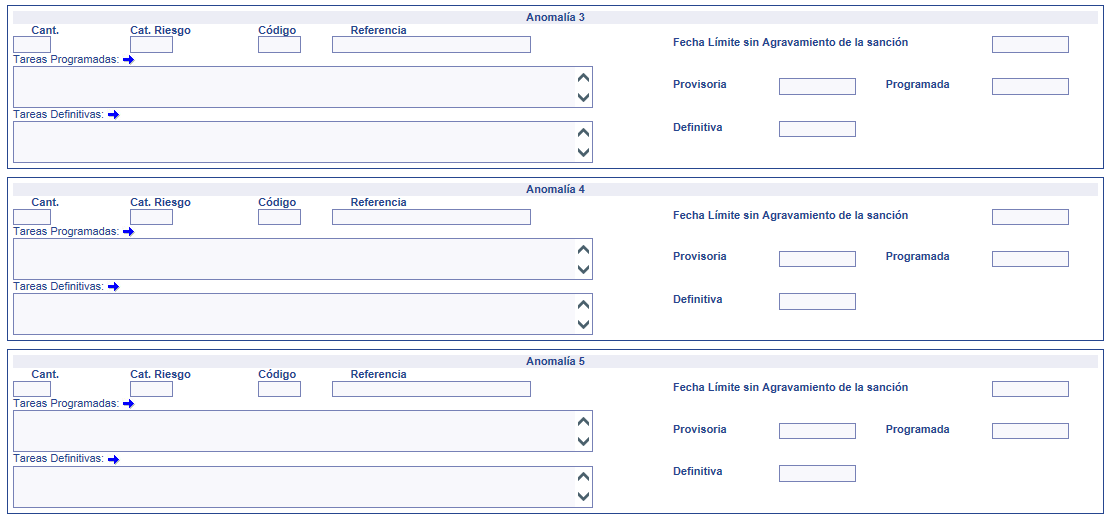 Anomalía 3
Cant. Cat. Riesgo Código Referencia
Fecha Límite sin Agravamiento de la sanción
Tareas Programadas:
Provisoria Programada
Tareas Definitivas:
Definitiva
Anomalía 4
Cant. Cat. Riesgo Código Referencia
Fecha Límite sin Agravamiento de la sanción
Tareas Programadas:
Provisoria Programada
Tareas Definitivas:
Definitiva
Anomalía 5
Cant. Cat. Riesgo Código Referencia
Fecha Límite sin Agravamiento de la sanción
Tareas Programadas:
Provisoria Programada
Tareas Definitivas:
Definitiva